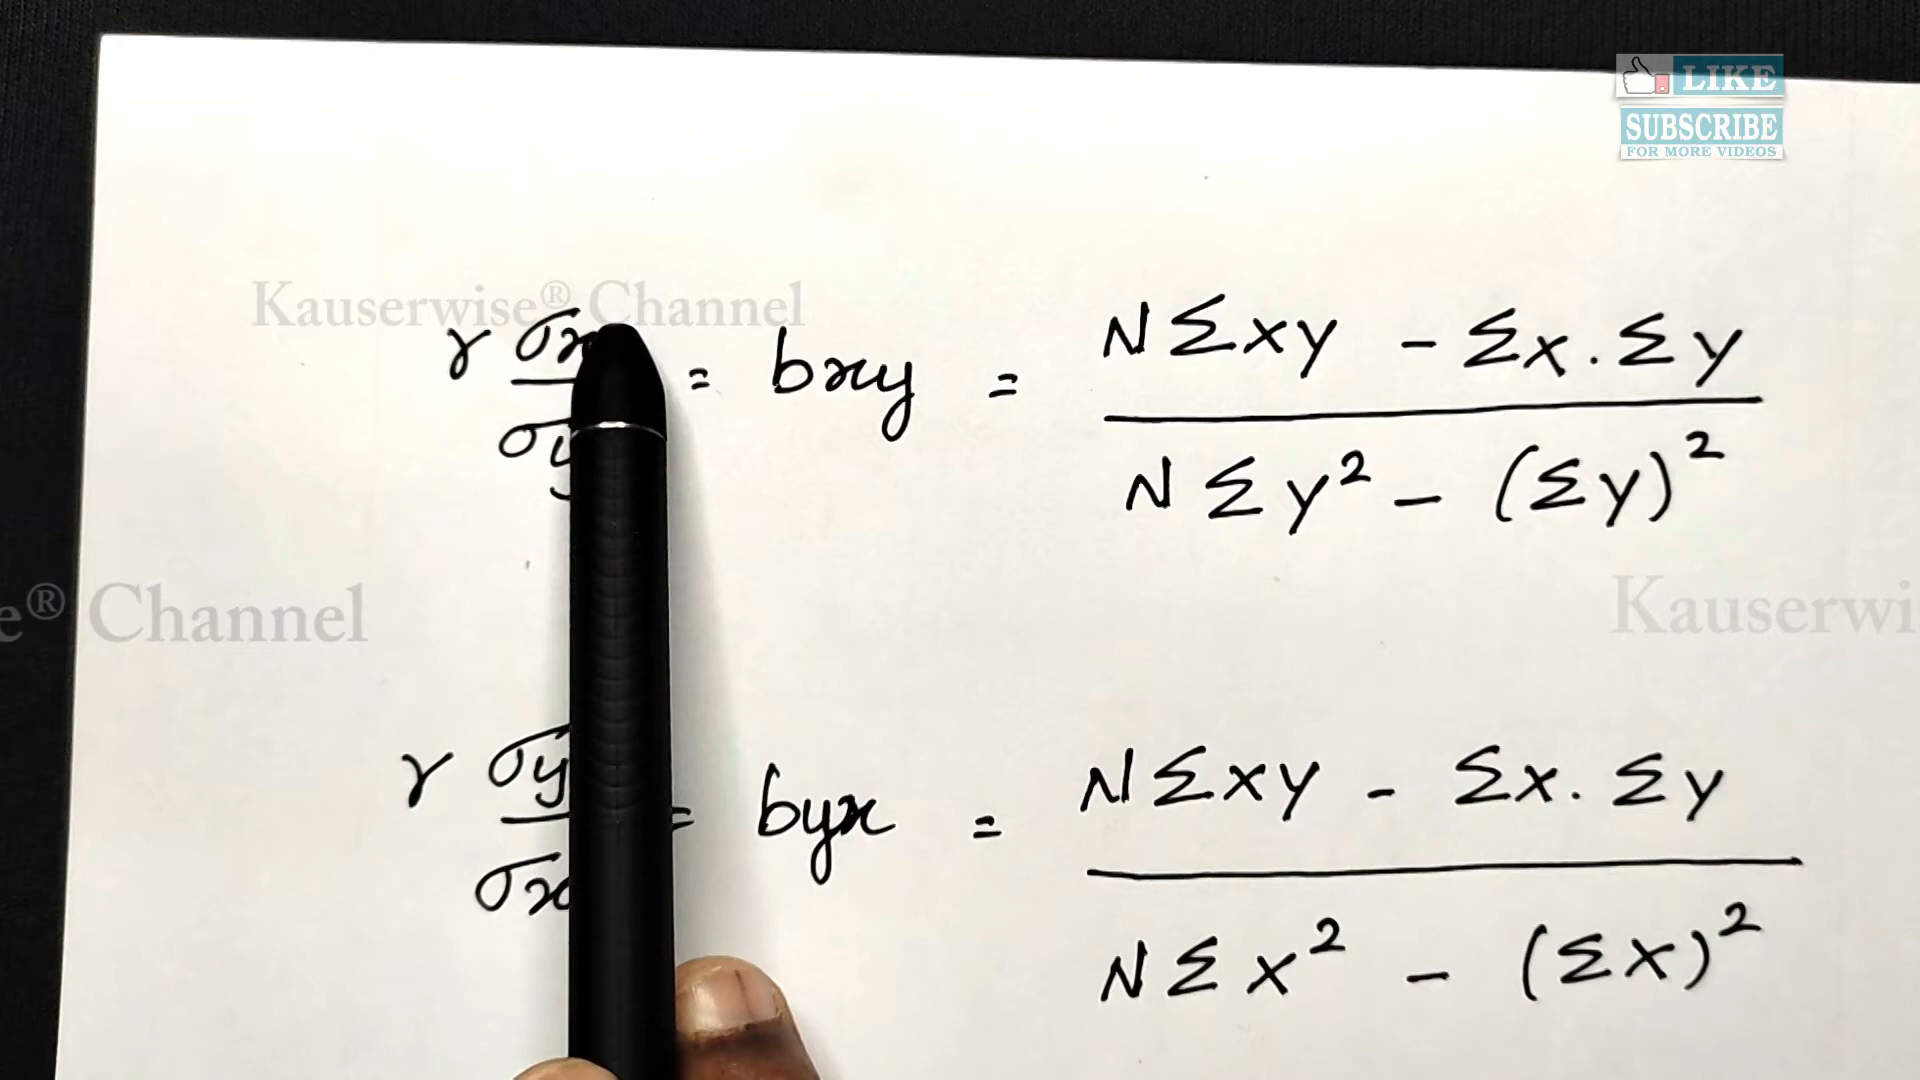 LIKE
SUBSCRIBE
FOR MORE VIDEOS
Kauserwise® Channel
r σx/σy = bxy = (NΣxy - Σx.Σy)/(NΣy² - (Σy)²)
e® Channel
Kauserwi
r σy/σx = byx = (NΣxy - Σx.Σy)/(NΣx² - (Σx)²)